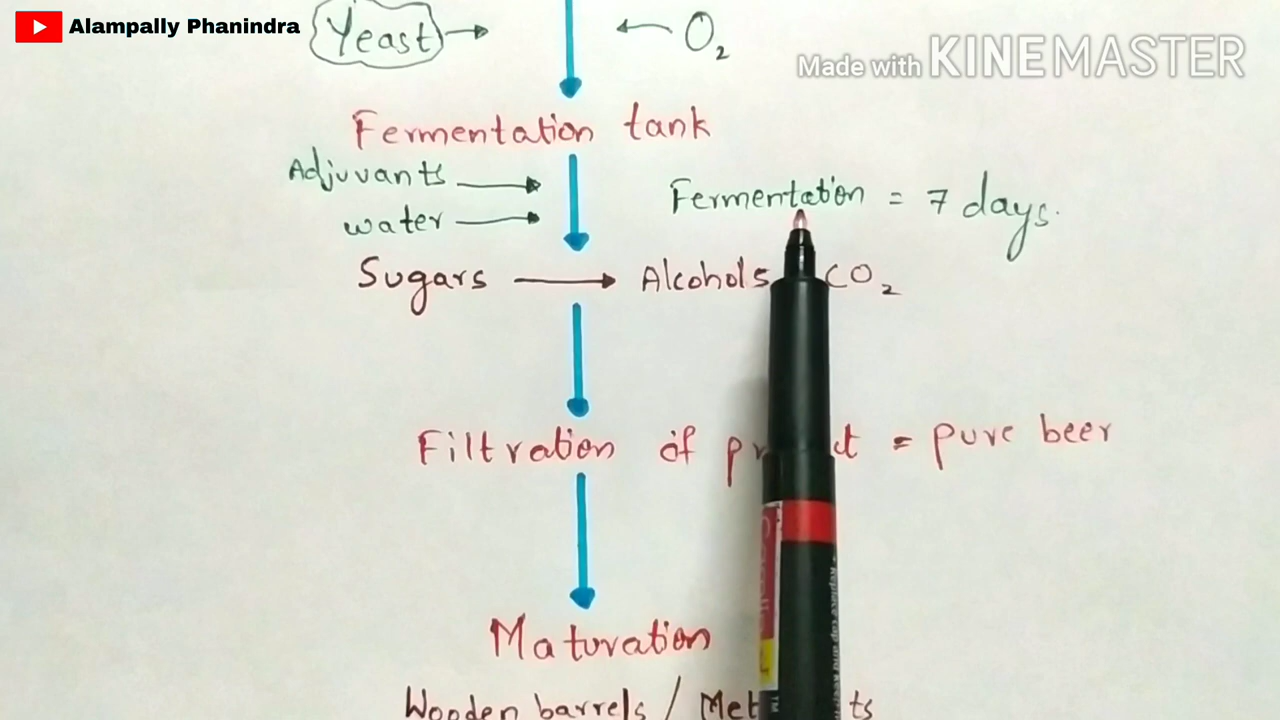 Alampally Phanindra
Yeast
O₂
Made with KINEMASTER
Fermentation tank
Adjuvants
water
Fermentation = 7 days.
Sugars → Alcohols CO₂
Filtration of = pure beer
Maturation
Wooden barrels /